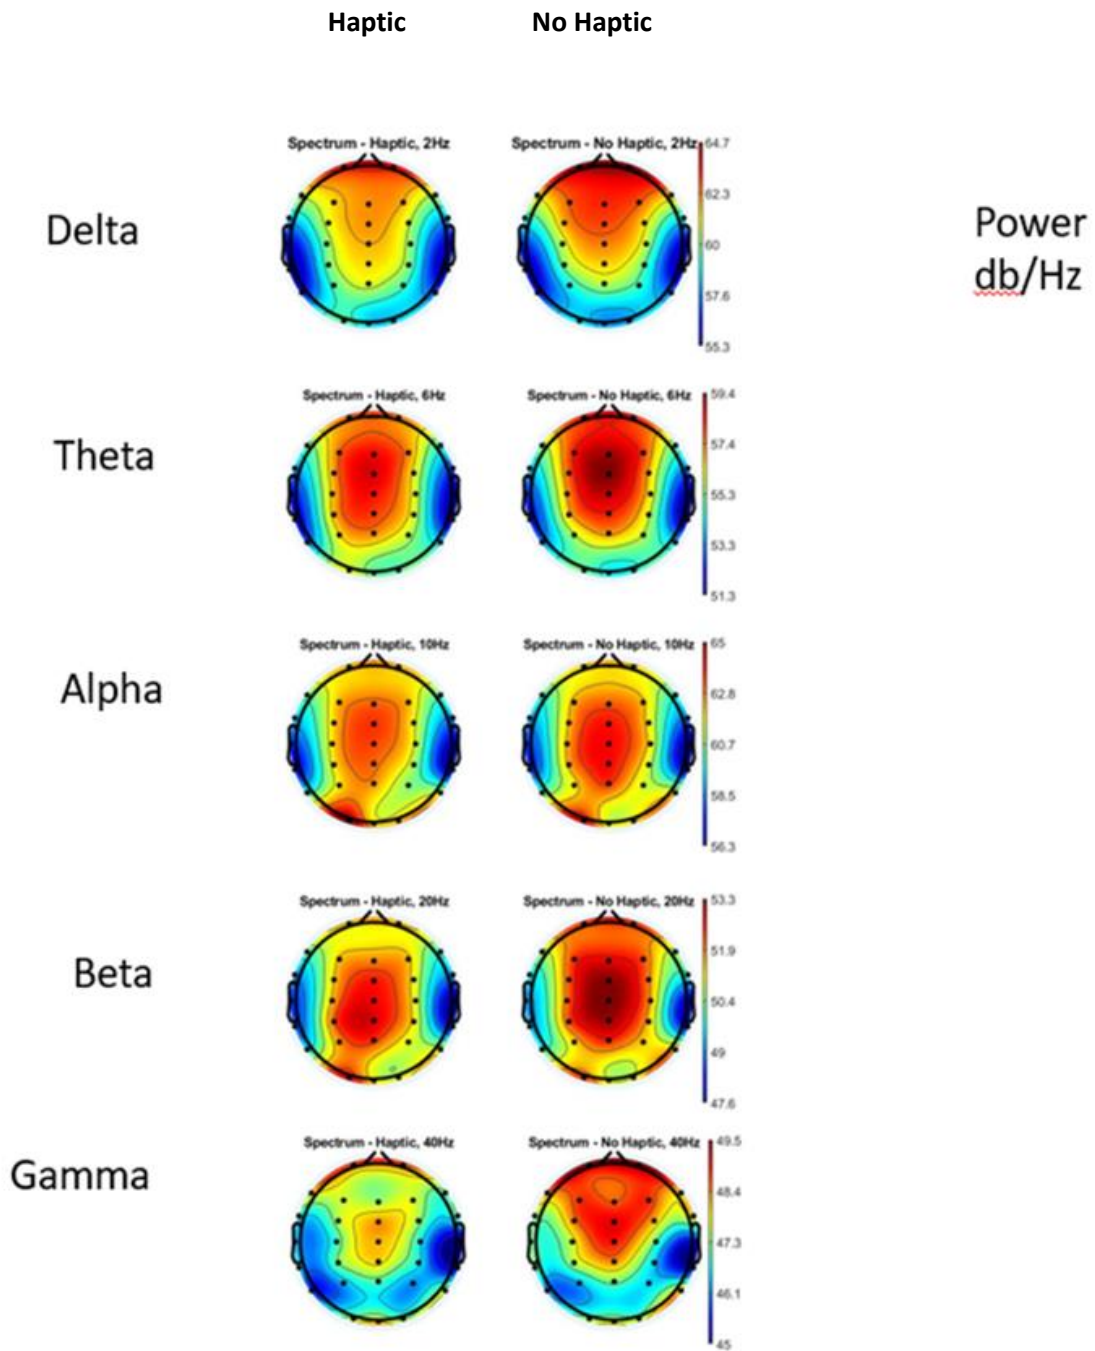 Haptic No Haptic
Spectrum - Haptic, 2Hz Spectrum - No Haptic, 2Hz 64.7
62.3
Delta
60
57.6
55.3
Power
db/Hz
Spectrum - Haptic, 6Hz Spectrum - No Haptic, 6Hz 59.4
57.4
Theta
55.3
53.3
51.3
Spectrum - Haptic, 10Hz Spectrum - No Haptic, 10Hz 65
62.8
Alpha
60.7
58.5
56.3
Spectrum - Haptic, 20Hz Spectrum - No Haptic, 20Hz 53.3
51.9
Beta
50.4
49
47.6
Spectrum - Haptic, 40Hz Spectrum - No Haptic, 40Hz 49.5
Gamma
48.4
47.3
46.1
45